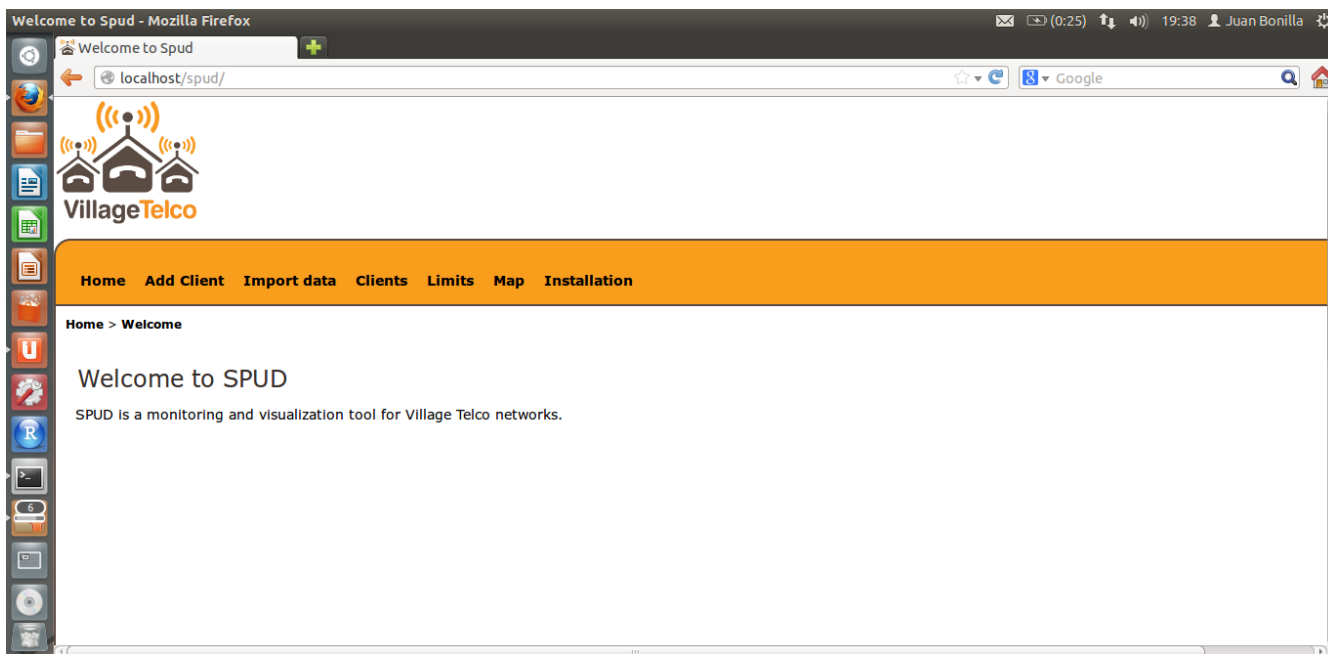 Welcome to Spud - Mozilla Firefox
(0:25) 19:38 Juan Bonilla
Welcome to Spud
localhost/spud/
Google
VillageTelco
Home Add Client Import data Clients Limits Map Installation
Home > Welcome
Welcome to SPUD
SPUD is a monitoring and visualization tool for Village Telco networks.
6